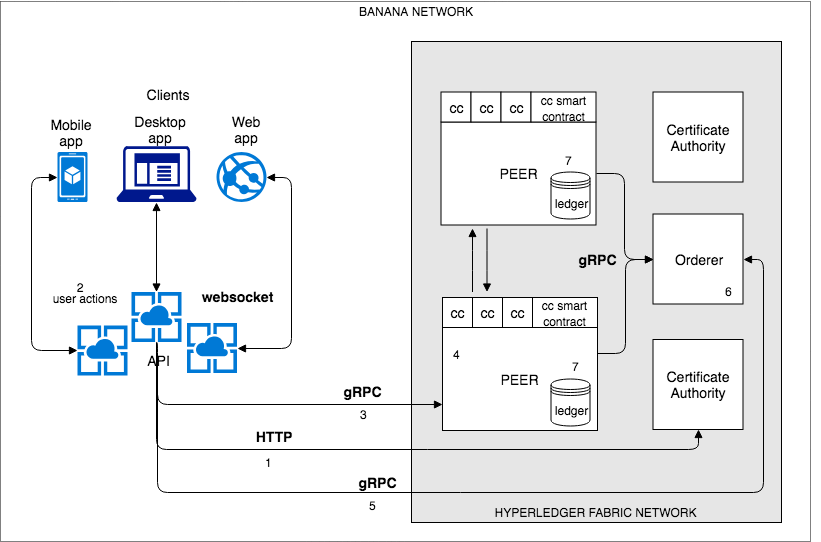 BANANA NETWORK
Clients
Mobile
app
Desktop
app
Web
app
2
user actions
websocket
API
cc
cc
cc
cc smart
contract
PEER
7
ledger
Certificate
Authority
gRPC
Orderer
6
cc
cc
cc
cc smart
contract
4
PEER
7
ledger
Certificate
Authority
gRPC
3
HTTP
1
gRPC
5
HYPERLEDGER FABRIC NETWORK